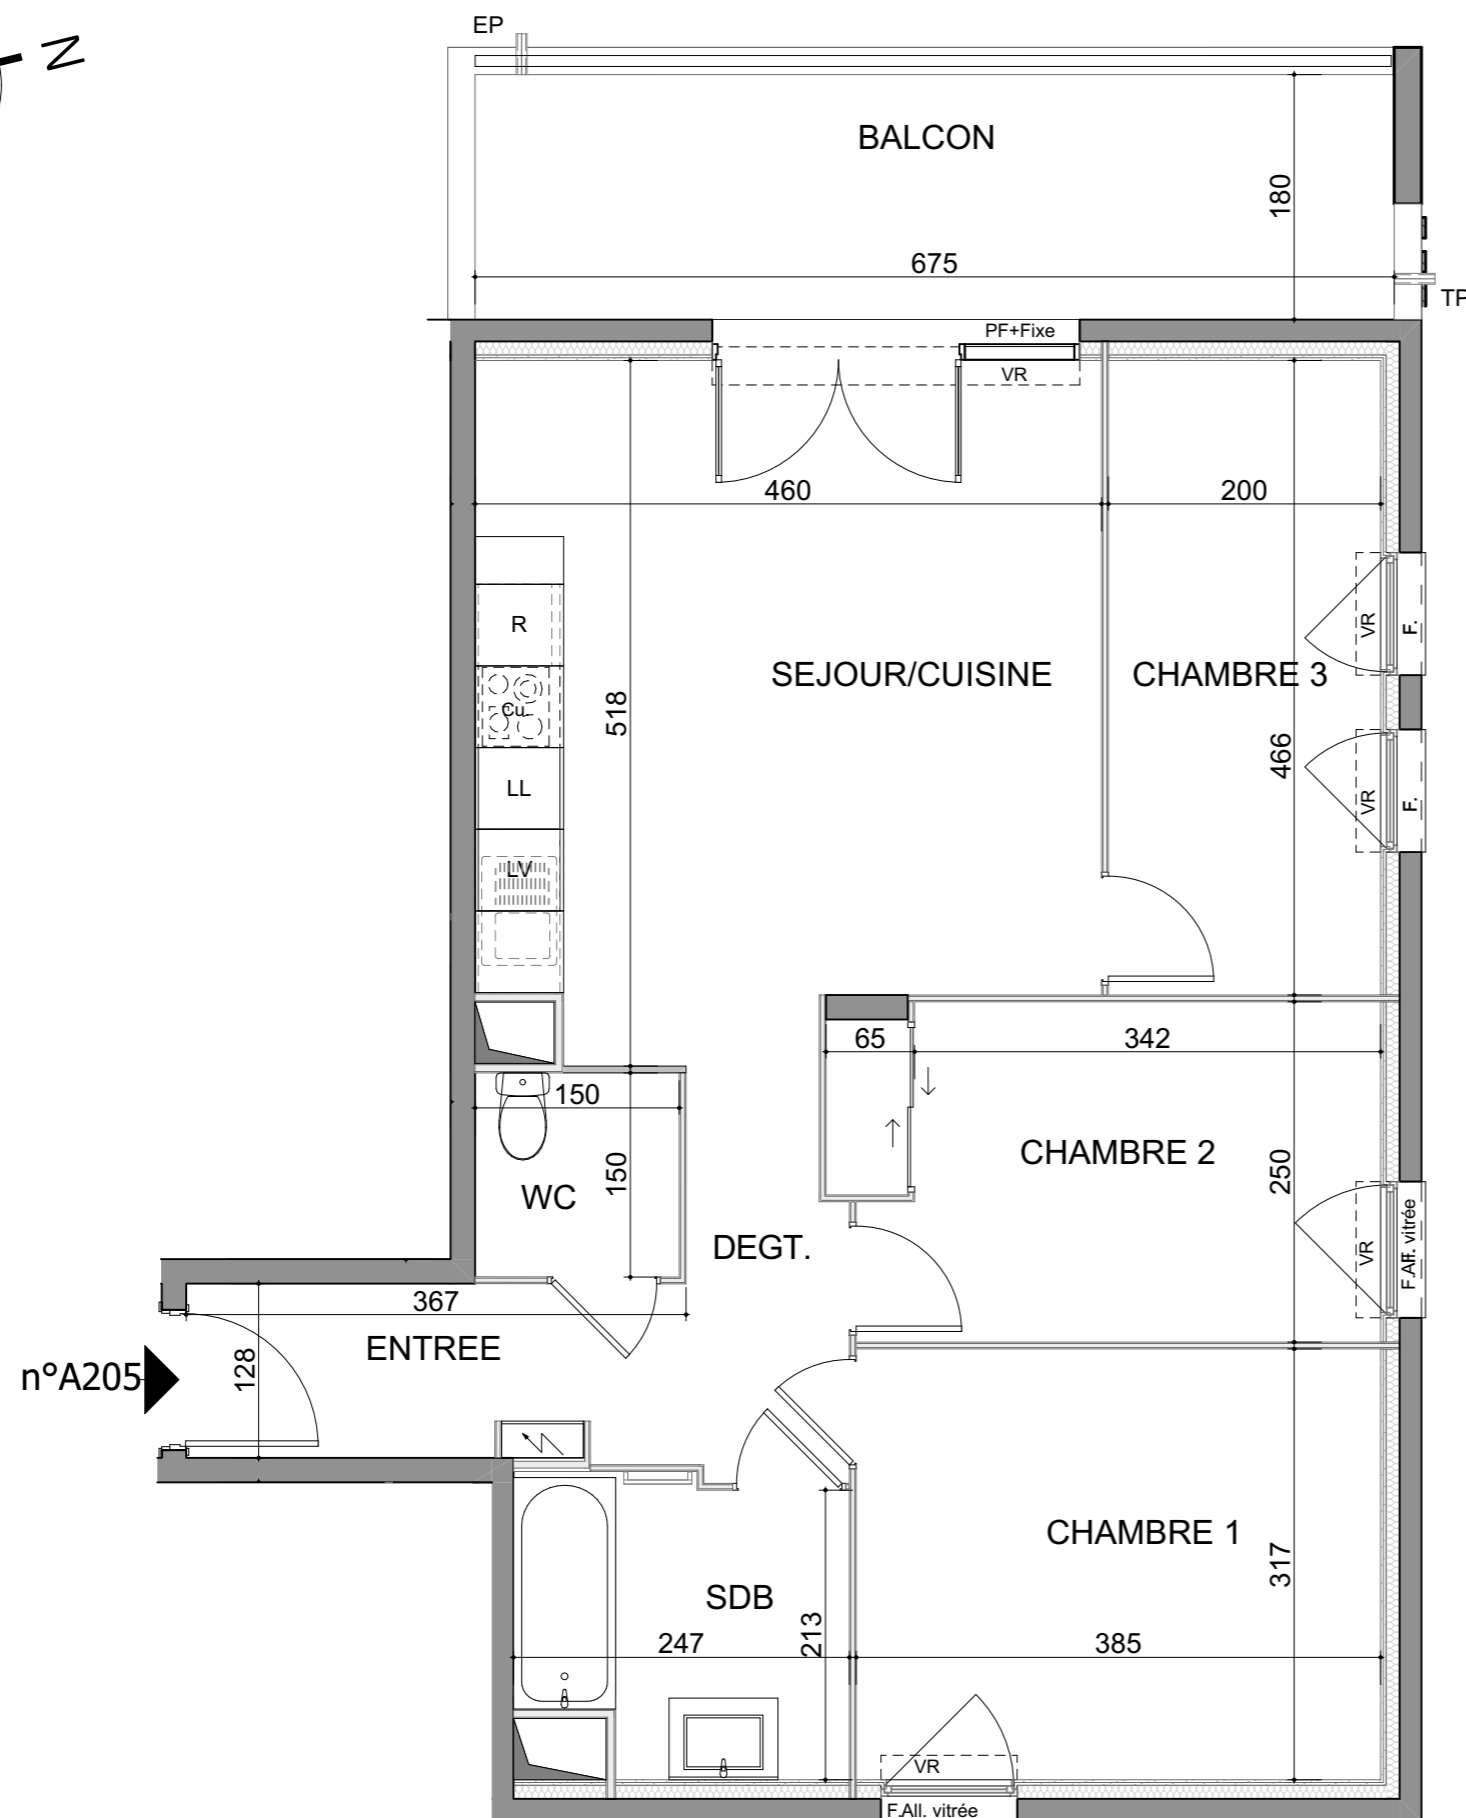 EP
N
BALCON
180
675
TP
PF+Fixe
VR
460
200
R
VR
F.
SEJOUR/CUISINE
CHAMBRE 3
Cu.
518
466
LL
VR
F.
LV
65
342
150
CHAMBRE 2
150
250
WC
F.Aff. vitrée
DEGT.
VR
367
ENTREE
n°A205
128
CHAMBRE 1
317
SDB
213
247
385
VR
F.All. vitrée